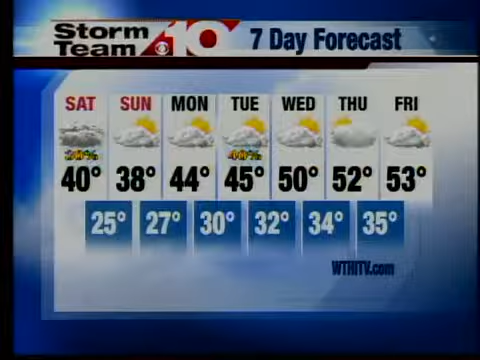 Storm Team 10 7 Day Forecast
SAT SUN MON TUE WED THU FRI
40° 38° 44° 45° 50° 52° 53°
25° 27° 30° 32° 34° 35°
WTHITV.com